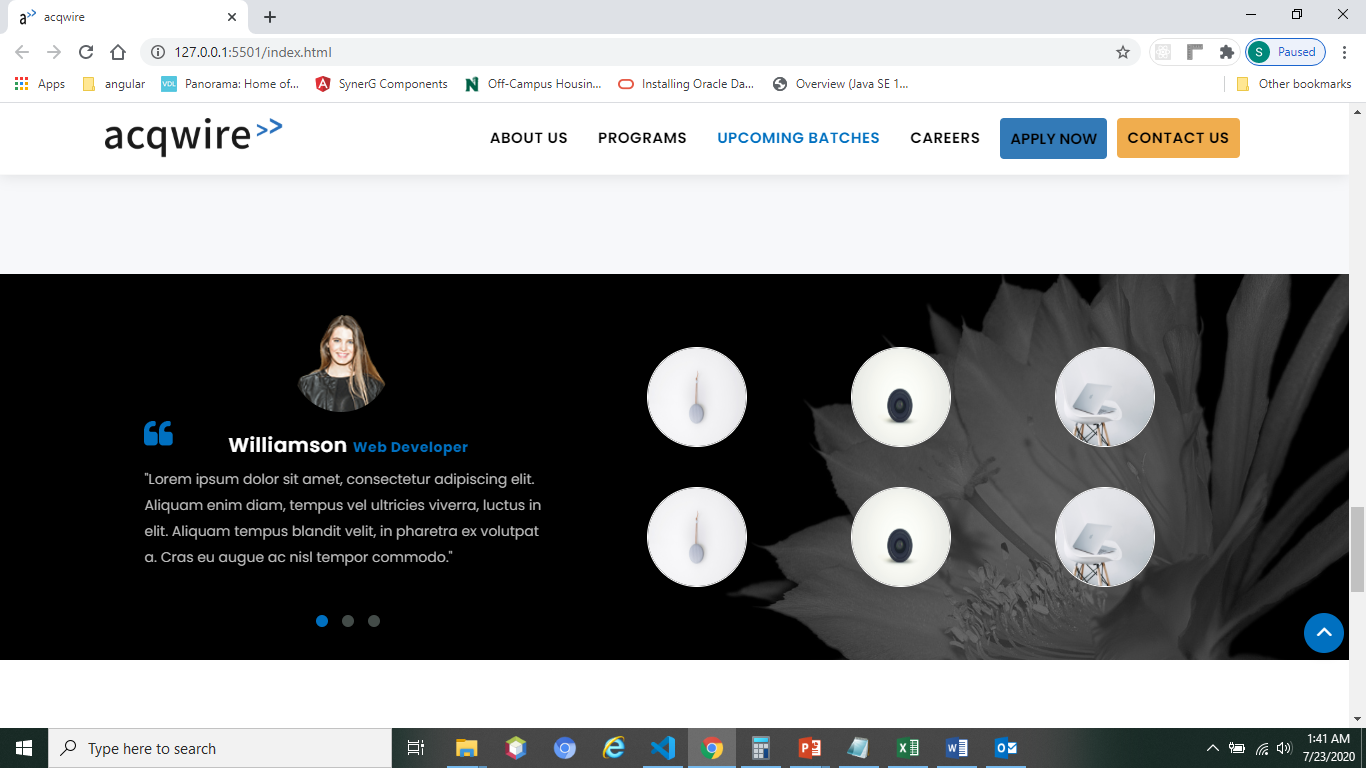 acqwire
127.0.0.1:5501/index.html
S Paused
Apps angular VDL Panorama: Home of... SynerG Components Off-Campus Housin... Installing Oracle Da... Overview (Java SE 1... Other bookmarks
acqwire >> ABOUT US PROGRAMS UPCOMING BATCHES CAREERS APPLY NOW CONTACT US
Williamson Web Developer
"Lorem ipsum dolor sit amet, consectetur adipiscing elit.
Aliquam enim diam, tempus vel ultricies viverra, luctus in
elit. Aliquam tempus blandit velit, in pharetra ex volutpat
a. Cras eu augue ac nisl tempor commodo."
Type here to search
1:41 AM
7/23/2020